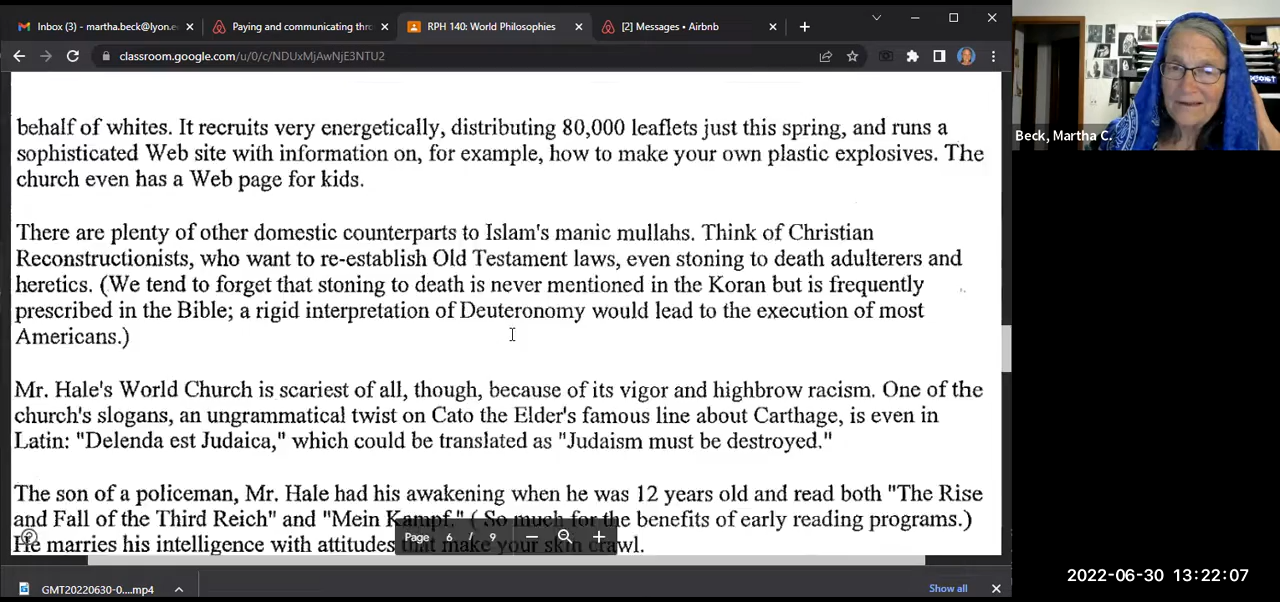 Inbox (3) - martha.beck@lyon.e
Paying and communicating thr
RPH 140: World Philosophies
[2] Messages • Airbnb
classroom.google.com/u/0/c/NDUxMjAwNjE3NTU2
behalf of whites. It recruits very energetically, distributing 80,000 leaflets just this spring, and runs a
sophisticated Web site with information on, for example, how to make your own plastic explosives. The
church even has a Web page for kids.
There are plenty of other domestic counterparts to Islam's manic mullahs. Think of Christian
Reconstructionists, who want to re-establish Old Testament laws, even stoning to death adulterers and
heretics. (We tend to forget that stoning to death is never mentioned in the Koran but is frequently
prescribed in the Bible; a rigid interpretation of Deuteronomy would lead to the execution of most
Americans.)
Mr. Hale's World Church is scariest of all, though, because of its vigor and highbrow racism. One of the
church's slogans, an ungrammatical twist on Cato the Elder's famous line about Carthage, is even in
Latin: "Delenda est Judaica," which could be translated as "Judaism must be destroyed."
The son of a policeman, Mr. Hale had his awakening when he was 12 years old and read both "The Rise
and Fall of the Third Reich" and "Mein Kampf." ( So much for the benefits of early reading programs.)
He marries his intelligence with attitudes that make your skin crawl.
Page 6 / 9
GMT20220630-0....mp4
Show all
Beck, Martha C.
2022-06-30 13:22:07